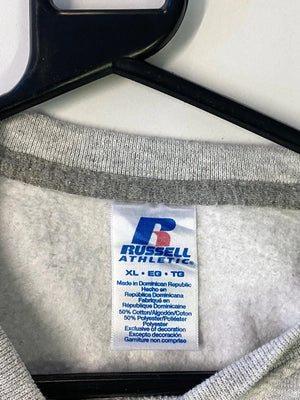 R
RUSSELL
ATHLETIC®
XL • EG • TG
Made in Dominican Republic
Hecho en
República Dominicana
Fabriqué en
République Dominicaine
50% Cotton/Algodón/Coton
50% Polyester/Poliéster
Polyester
Exclusive of decoration
Excepto decoración
Garniture non comprise